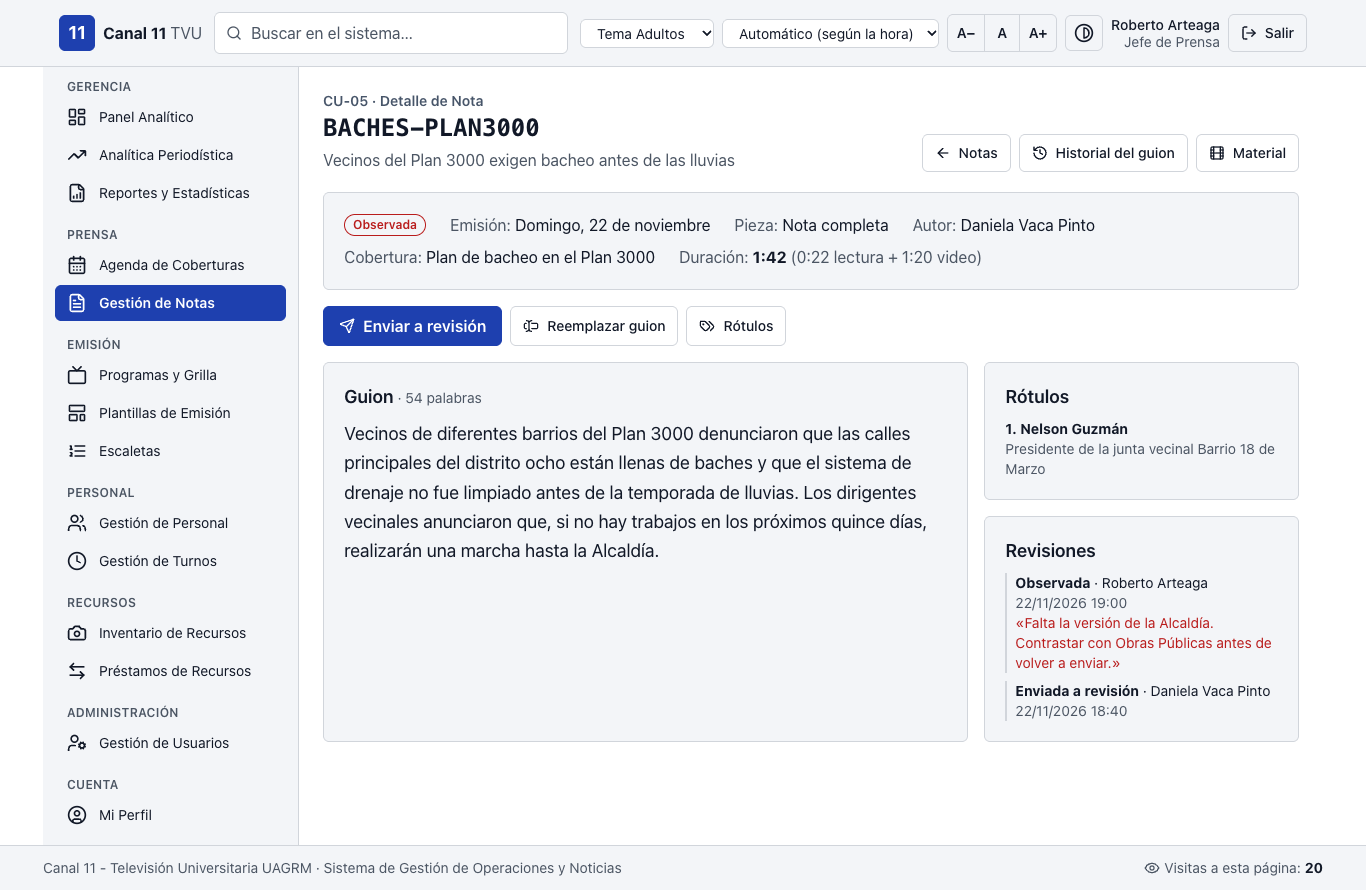 11 Canal 11 TVU
Buscar en el sistema...
Tema Adultos
Automático (según la hora)
A− A A+
Roberto Arteaga
Jefe de Prensa
Salir
GERENCIA
Panel Analítico
Analítica Periodística
Reportes y Estadísticas
PRENSA
Agenda de Coberturas
Gestión de Notas
EMISIÓN
Programas y Grilla
Plantillas de Emisión
Escaletas
PERSONAL
Gestión de Personal
Gestión de Turnos
RECURSOS
Inventario de Recursos
Préstamos de Recursos
ADMINISTRACIÓN
Gestión de Usuarios
CUENTA
Mi Perfil
CU-05 · Detalle de Nota
BACHES-PLAN3000
Vecinos del Plan 3000 exigen bacheo antes de las lluvias
Notas
Historial del guion
Material
Observada Emisión: Domingo, 22 de noviembre Pieza: Nota completa Autor: Daniela Vaca Pinto
Cobertura: Plan de bacheo en el Plan 3000 Duración: 1:42 (0:22 lectura + 1:20 video)
Enviar a revisión
Reemplazar guion
Rótulos
Guion · 54 palabras
Vecinos de diferentes barrios del Plan 3000 denunciaron que las calles
principales del distrito ocho están llenas de baches y que el sistema de
drenaje no fue limpiado antes de la temporada de lluvias. Los dirigentes
vecinales anunciaron que, si no hay trabajos en los próximos quince días,
realizarán una marcha hasta la Alcaldía.
Rótulos
1. Nelson Guzmán
Presidente de la junta vecinal Barrio 18 de
Marzo
Revisiones
Observada · Roberto Arteaga
22/11/2026 19:00
«Falta la versión de la Alcaldía.
Contrastar con Obras Públicas antes de
volver a enviar.»
Enviada a revisión · Daniela Vaca Pinto
22/11/2026 18:40
Canal 11 - Televisión Universitaria UAGRM · Sistema de Gestión de Operaciones y Noticias
Visitas a esta página: 20